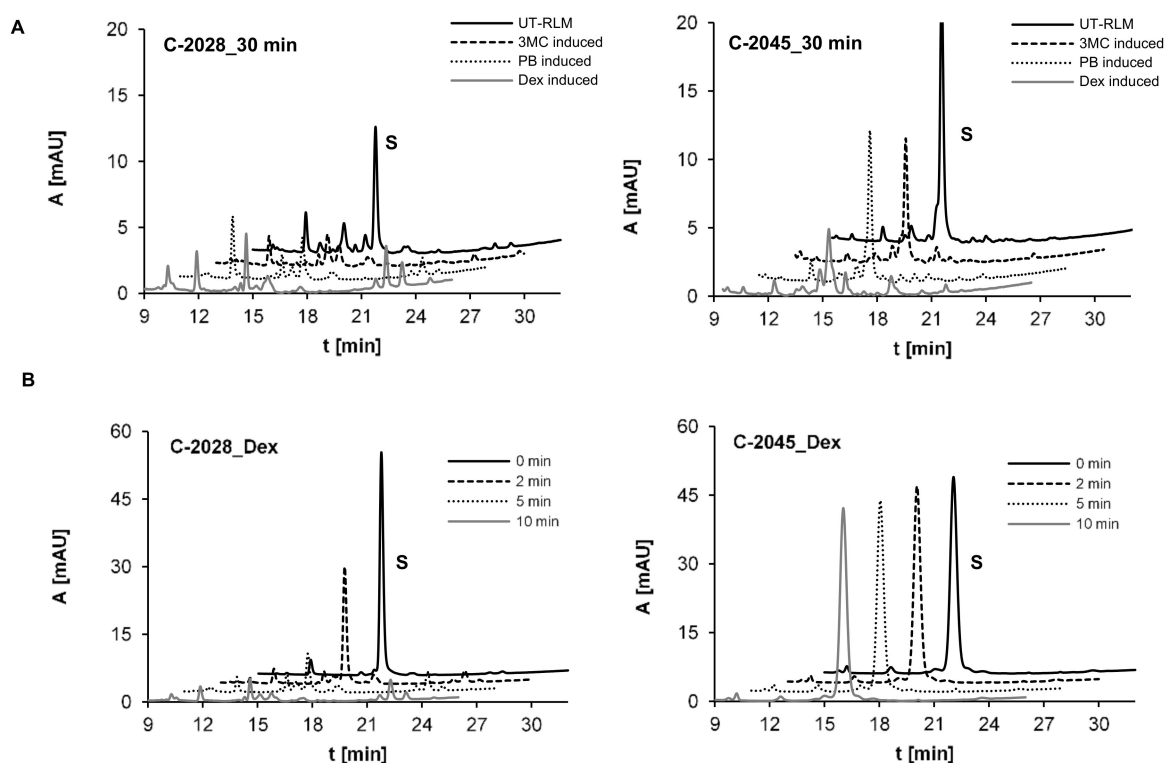 A
C-2028_30 min
UT-RLM
3MC induced
PB induced
Dex induced
S
A [mAU]
20
15
10
5
0
9 12 15 18 21 24 27 30
t [min]
C-2045_30 min
UT-RLM
3MC induced
PB induced
Dex induced
S
A [mAU]
20
15
10
5
0
9 12 15 18 21 24 27 30
t [min]
B
C-2028_Dex
0 min
2 min
5 min
10 min
S
A [mAU]
60
45
30
15
0
9 12 15 18 21 24 27 30
t [min]
C-2045_Dex
0 min
2 min
5 min
10 min
S
A [mAU]
60
45
30
15
0
9 12 15 18 21 24 27 30
t [min]